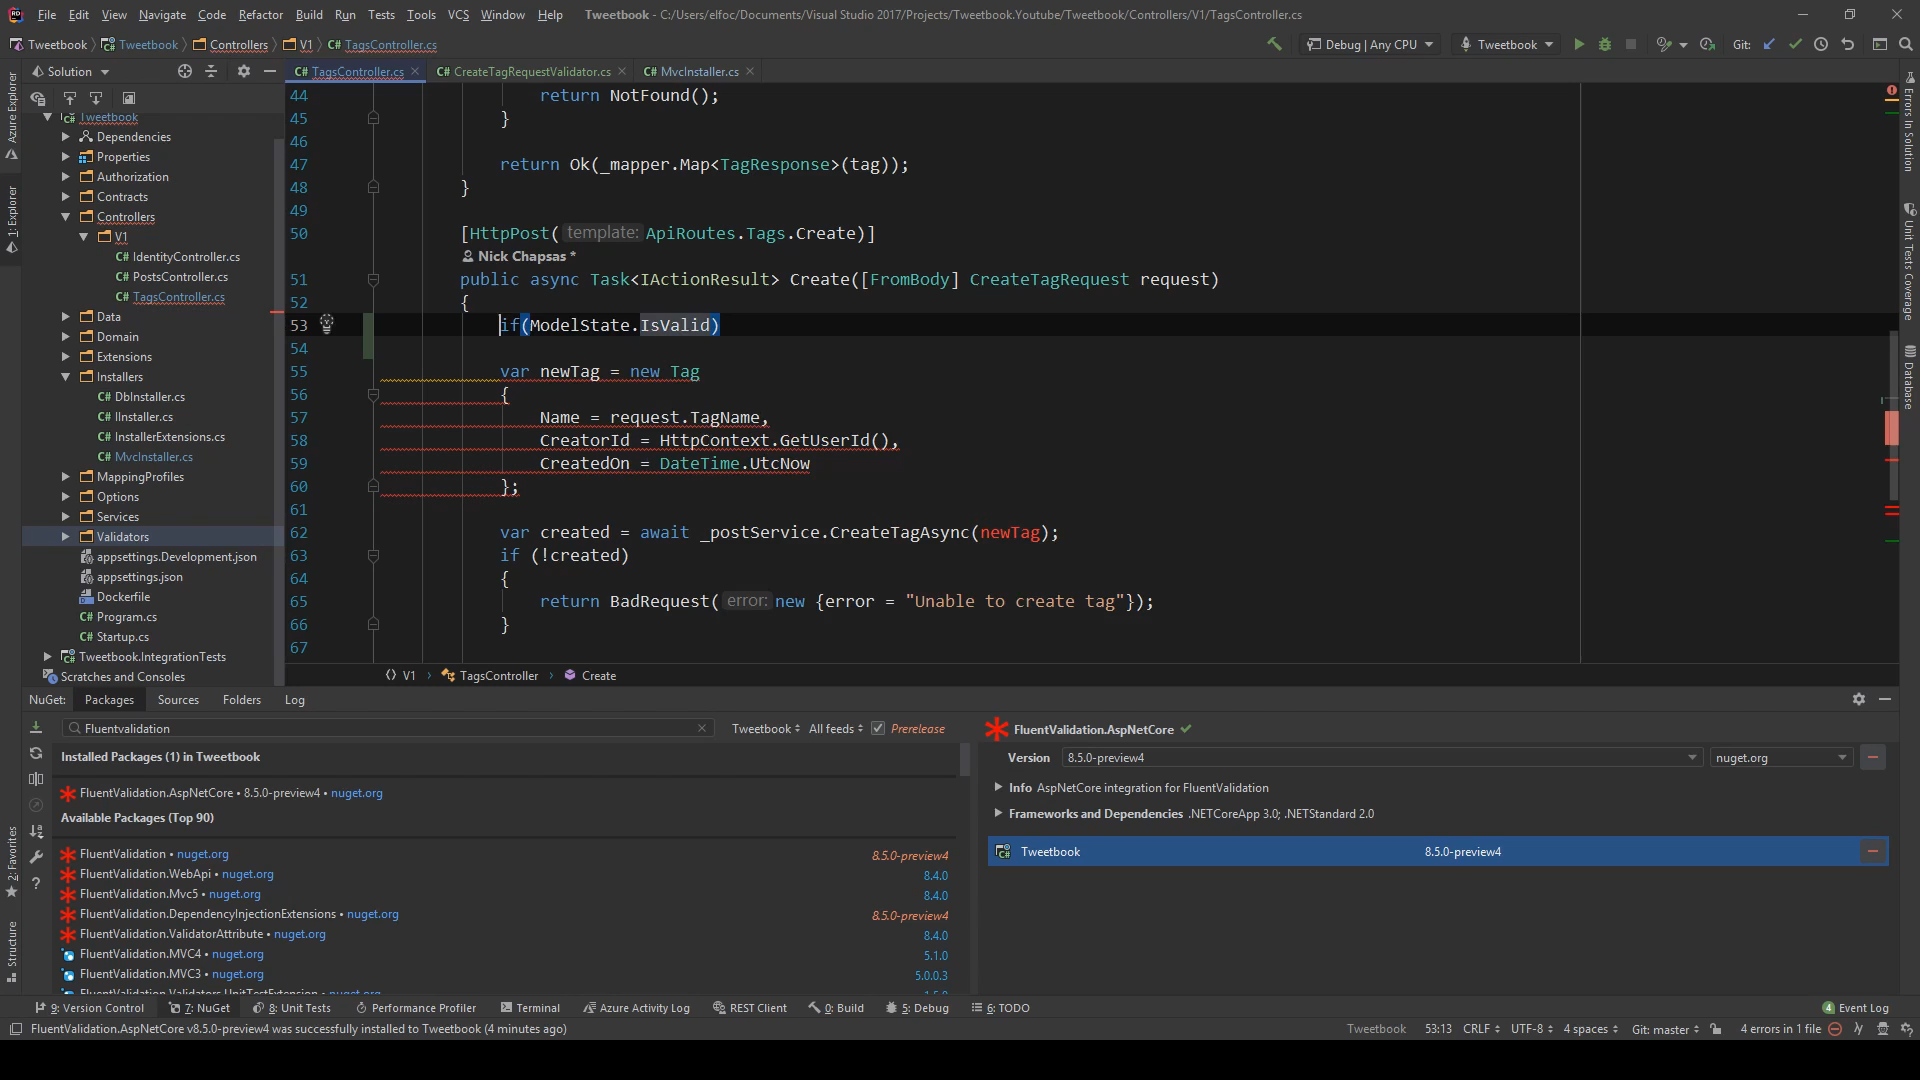 File Edit View Navigate Code Refactor Build Run Tests Tools VCS Window Help Tweetbook - C:/Users/elfoc/Documents/Visual Studio 2017/Projects/Tweetbook.Youtube/Tweetbook/Controllers/V1/TagsController.cs
Tweetbook Tweetbook Controllers V1 C# TagsController.cs Debug | Any CPU Tweetbook Git:
Solution
C# TagsController.cs C# CreateTagRequestValidator.cs C# MvcInstaller.cs
Azure Explorer
1: Explorer
2: Favorites
Structure
Tweetbook
Dependencies
Properties
Authorization
Contracts
Controllers
V1
C# IdentityController.cs
C# PostsController.cs
C# TagsController.cs
Data
Domain
Extensions
Installers
C# DbInstaller.cs
C# IInstaller.cs
C# InstallerExtensions.cs
C# MvcInstaller.cs
MappingProfiles
Options
Services
Validators
appsettings.Development.json
appsettings.json
Dockerfile
C# Program.cs
C# Startup.cs
Tweetbook.IntegrationTests
Scratches and Consoles
44 return NotFound();
45 }
46
47 return Ok(_mapper.Map<TagResponse>(tag));
48 }
49
50 [HttpPost( template: ApiRoutes.Tags.Create)]
Nick Chapsas *
51 public async Task<IActionResult> Create([FromBody] CreateTagRequest request)
52 {
53 if(ModelState.IsValid)
54
55 var newTag = new Tag
56 {
57 Name = request.TagName,
58 CreatorId = HttpContext.GetUserId(),
59 CreatedOn = DateTime.UtcNow
60 };
61
62 var created = await _postService.CreateTagAsync(newTag);
63 if (!created)
64 {
65 return BadRequest( error: new {error = "Unable to create tag"});
66 }
67
V1 › TagsController › Create
Errors In Solution
Unit Tests Coverage
Database
NuGet: Packages Sources Folders Log
Fluentvalidation Tweetbook All feeds Prerelease
Installed Packages (1) in Tweetbook
FluentValidation.AspNetCore • 8.5.0-preview4 • nuget.org
Available Packages (Top 90)
FluentValidation • nuget.org 8.5.0-preview4
FluentValidation.WebApi • nuget.org 8.4.0
FluentValidation.Mvc5 • nuget.org 8.4.0
FluentValidation.DependencyInjectionExtensions • nuget.org 8.5.0-preview4
FluentValidation.ValidatorAttribute • nuget.org 8.4.0
FluentValidation.MVC4 • nuget.org 5.1.0
FluentValidation.MVC3 • nuget.org 5.0.0.3
FluentValidation.AspNetCore
Version 8.5.0-preview4 nuget.org
Info AspNetCore integration for FluentValidation
Frameworks and Dependencies .NETCoreApp 3.0; .NETStandard 2.0
Tweetbook 8.5.0-preview4
9: Version Control 7: NuGet 8: Unit Tests Performance Profiler Terminal Azure Activity Log REST Client 0: Build 5: Debug 6: TODO 4 Event Log
FluentValidation.AspNetCore v8.5.0-preview4 was successfully installed to Tweetbook (4 minutes ago) Tweetbook 53:13 CRLF UTF-8 4 spaces Git: master 4 errors in 1 file